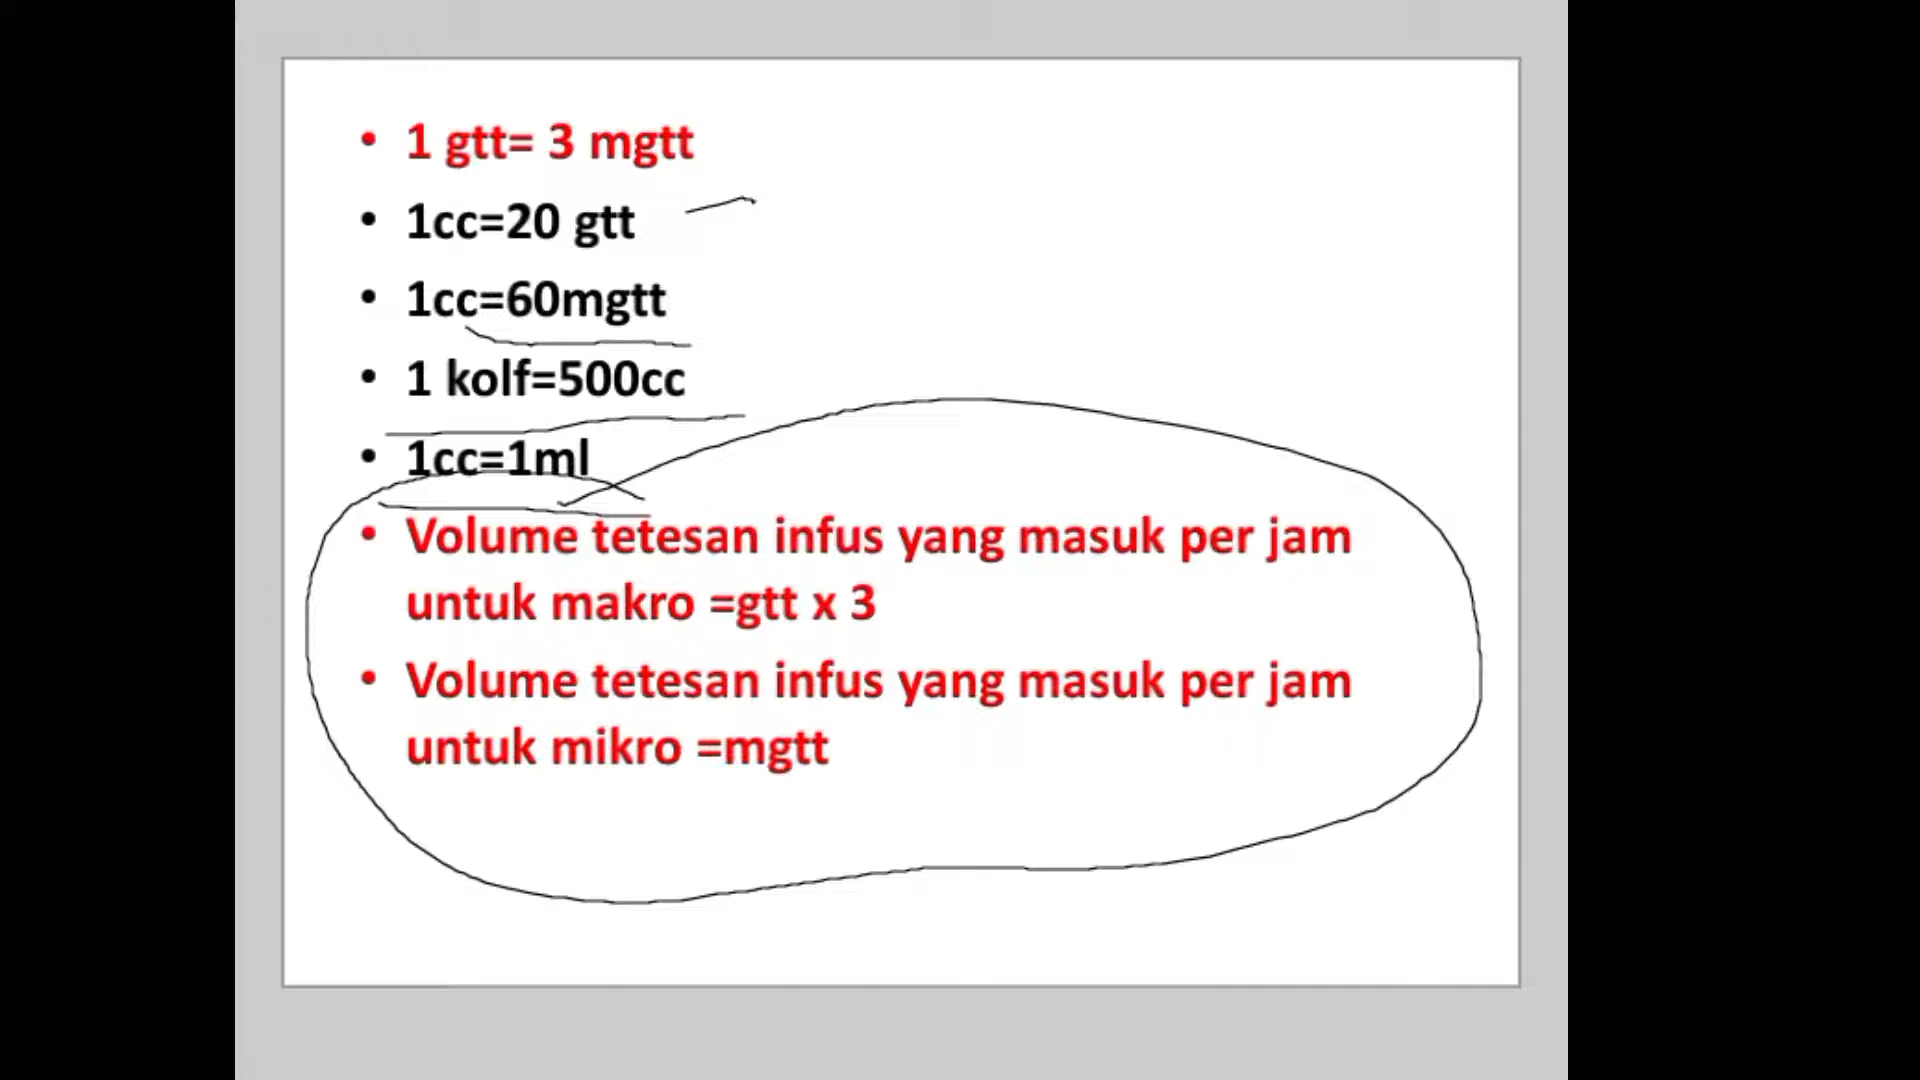 • 1 gtt= 3 mgtt
• 1cc=20 gtt
• 1cc=60mgtt
• 1 kolf=500cc
• 1cc=1ml
• Volume tetesan infus yang masuk per jam
untuk makro =gtt x 3
• Volume tetesan infus yang masuk per jam
untuk mikro =mgtt